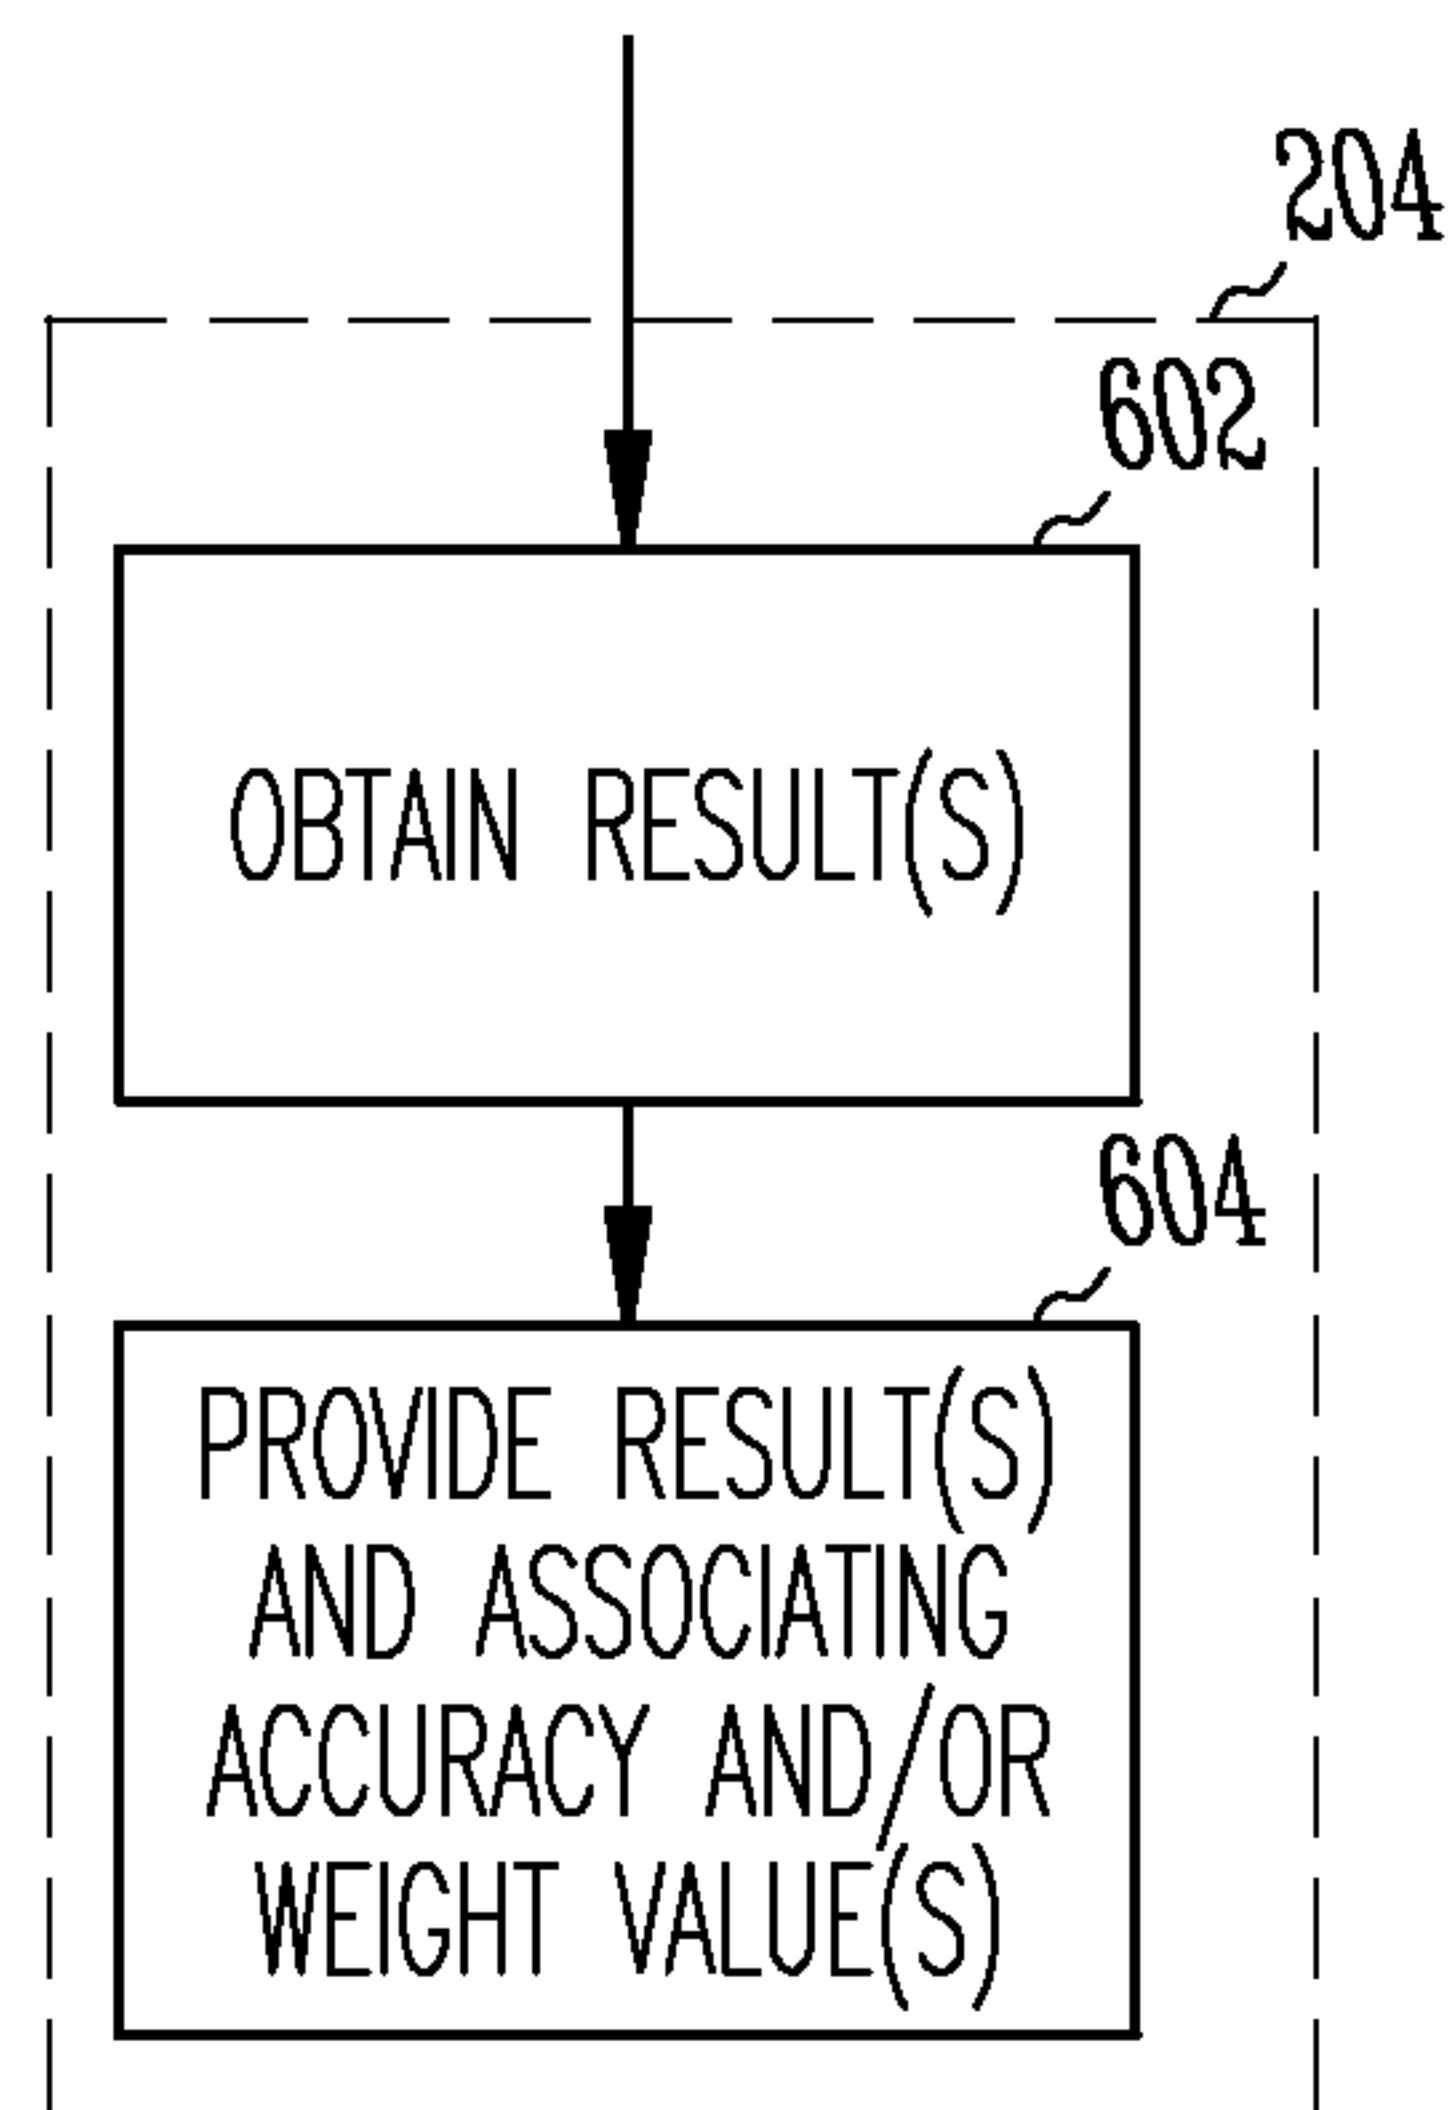 204
602
OBTAIN RESULT(S)
604
PROVIDE RESULT(S)
AND ASSOCIATING
ACCURACY AND/OR
WEIGHT VALUE(S)